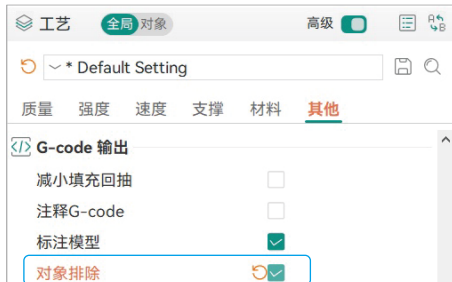 工艺 全局 对象 高级
* Default Setting
质量 强度 速度 支撑 材料 其他
G-code 输出
减小填充回抽
注释G-code
标注模型
对象排除